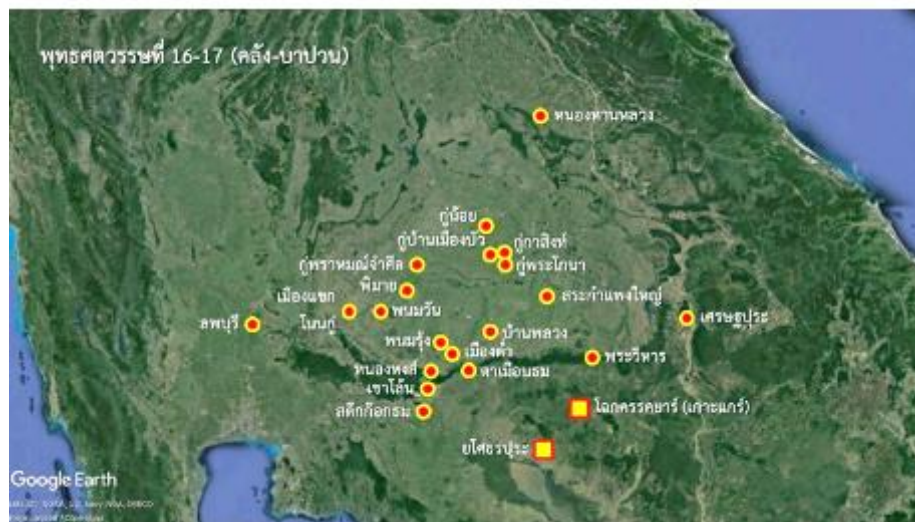 พุทธศตวรรษที่ 16-17 (คลัง-บาปวน)
หนองหานหลวง
กู่น้อย
กู่บ้านเมืองบัว
กู่กาสิงห์
กู่พราหมณ์จำศีล
กู่พระโกนา
พิมาย
เมืองแขก
สระกำแพงใหญ่
ลพบุรี
โนนกู่
พนมวัน
เศรษฐปุระ
บ้านพลวง
พนมรุ้ง
เมืองต่ำ
พระวิหาร
หนองหงส์
ตาเมือนธม
เขาโล้น
สด๊กก๊อกธม
โฉกครรคยาร์ (เกาะแกร์)
ยโศธรปุระ
Google Earth